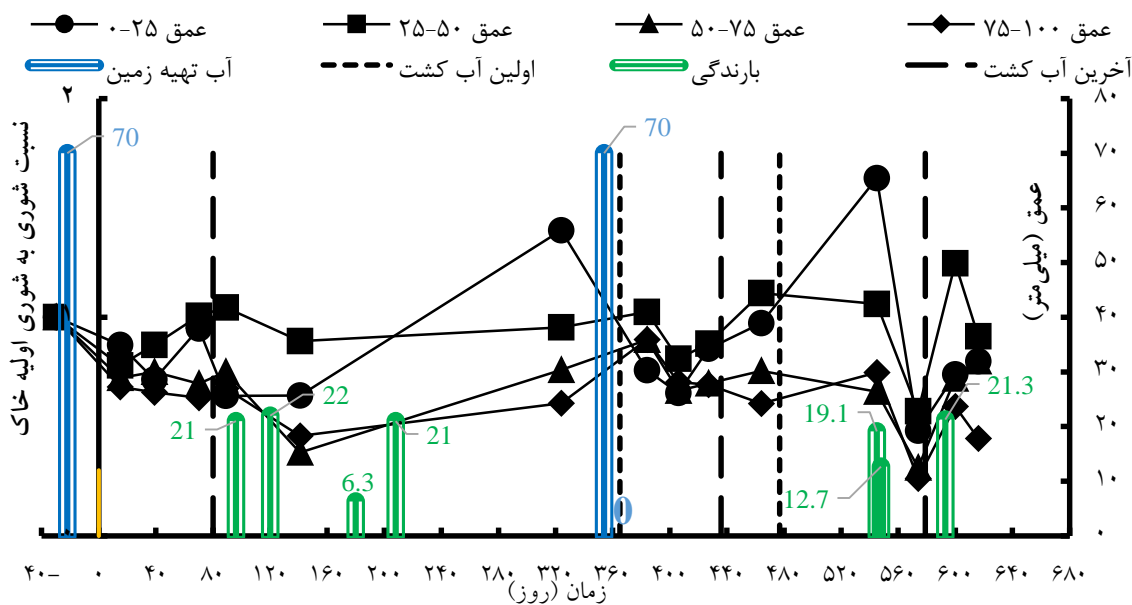 عمق ۰-۲۵
عمق ۲۵-۵۰
عمق ۵۰-۷۵
عمق ۷۵-۱۰۰
آب تهیه زمین
اولین آب کشت
بارندگی
آخرین آب کشت
نسبت شوری به شوری اولیه خاک
۲
۸۰
۷۰
۶۰
۵۰
۴۰
۳۰
۲۰
۱۰
۰
عمق (میلی‌متر)
70
70
21
22
6.3
21
0
19.1
12.7
21.3
۴۰- ۰ ۴۰ ۸۰ ۱۲۰ ۱۶۰ ۲۰۰ ۲۴۰ ۲۸۰ ۳۲۰ ۳۶۰ ۴۰۰ ۴۴۰ ۴۸۰ ۵۲۰ ۵۶۰ ۶۰۰ ۶۴۰ ۶۸۰
زمان (روز)